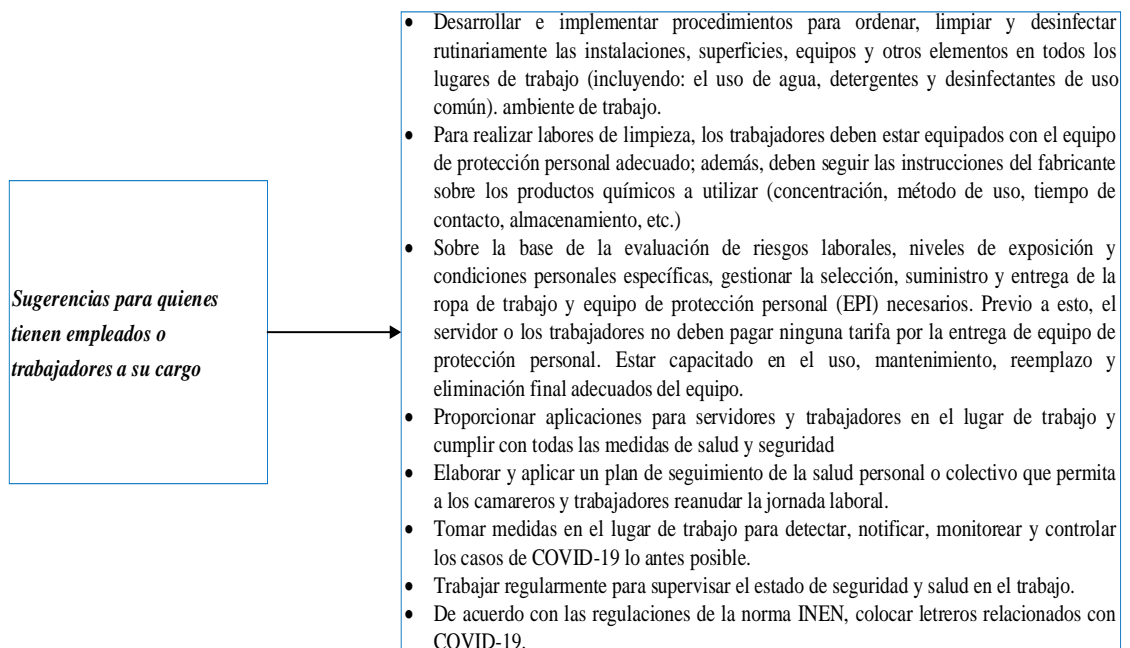 Sugerencias para quienes
tienen empleados o
trabajadores a su cargo
• Desarrollar e implementar procedimientos para ordenar, limpiar y desinfectar
rutinariamente las instalaciones, superficies, equipos y otros elementos en todos los
lugares de trabajo (incluyendo: el uso de agua, detergentes y desinfectantes de uso
común). ambiente de trabajo.
• Para realizar labores de limpieza, los trabajadores deben estar equipados con el equipo
de protección personal adecuado; además, deben seguir las instrucciones del fabricante
sobre los productos químicos a utilizar (concentración, método de uso, tiempo de
contacto, almacenamiento, etc.)
• Sobre la base de la evaluación de riesgos laborales, niveles de exposición y
condiciones personales específicas, gestionar la selección, suministro y entrega de la
ropa de trabajo y equipo de protección personal (EPI) necesarios. Previo a esto, el
servidor o los trabajadores no deben pagar ninguna tarifa por la entrega de equipo de
protección personal. Estar capacitado en el uso, mantenimiento, reemplazo y
eliminación final adecuados del equipo.
• Proporcionar aplicaciones para servidores y trabajadores en el lugar de trabajo y
cumplir con todas las medidas de salud y seguridad
• Elaborar y aplicar un plan de seguimiento de la salud personal o colectivo que permita
a los camareros y trabajadores reanudar la jornada laboral.
• Tomar medidas en el lugar de trabajo para detectar, notificar, monitorear y controlar
los casos de COVID-19 lo antes posible.
• Trabajar regularmente para supervisar el estado de seguridad y salud en el trabajo.
• De acuerdo con las regulaciones de la norma INEN, colocar letreros relacionados con
COVID-19.